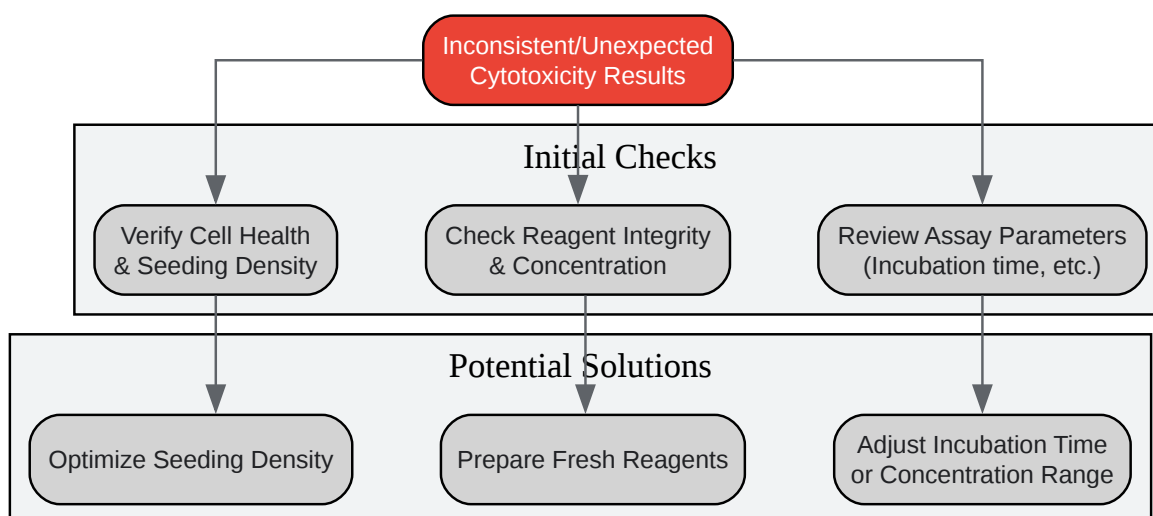 Inconsistent/Unexpected
Cytotoxicity Results
Initial Checks
Verify Cell Health
& Seeding Density
Check Reagent Integrity
& Concentration
Review Assay Parameters
(Incubation time, etc.)
Potential Solutions
Optimize Seeding Density
Prepare Fresh Reagents
Adjust Incubation Time
or Concentration Range